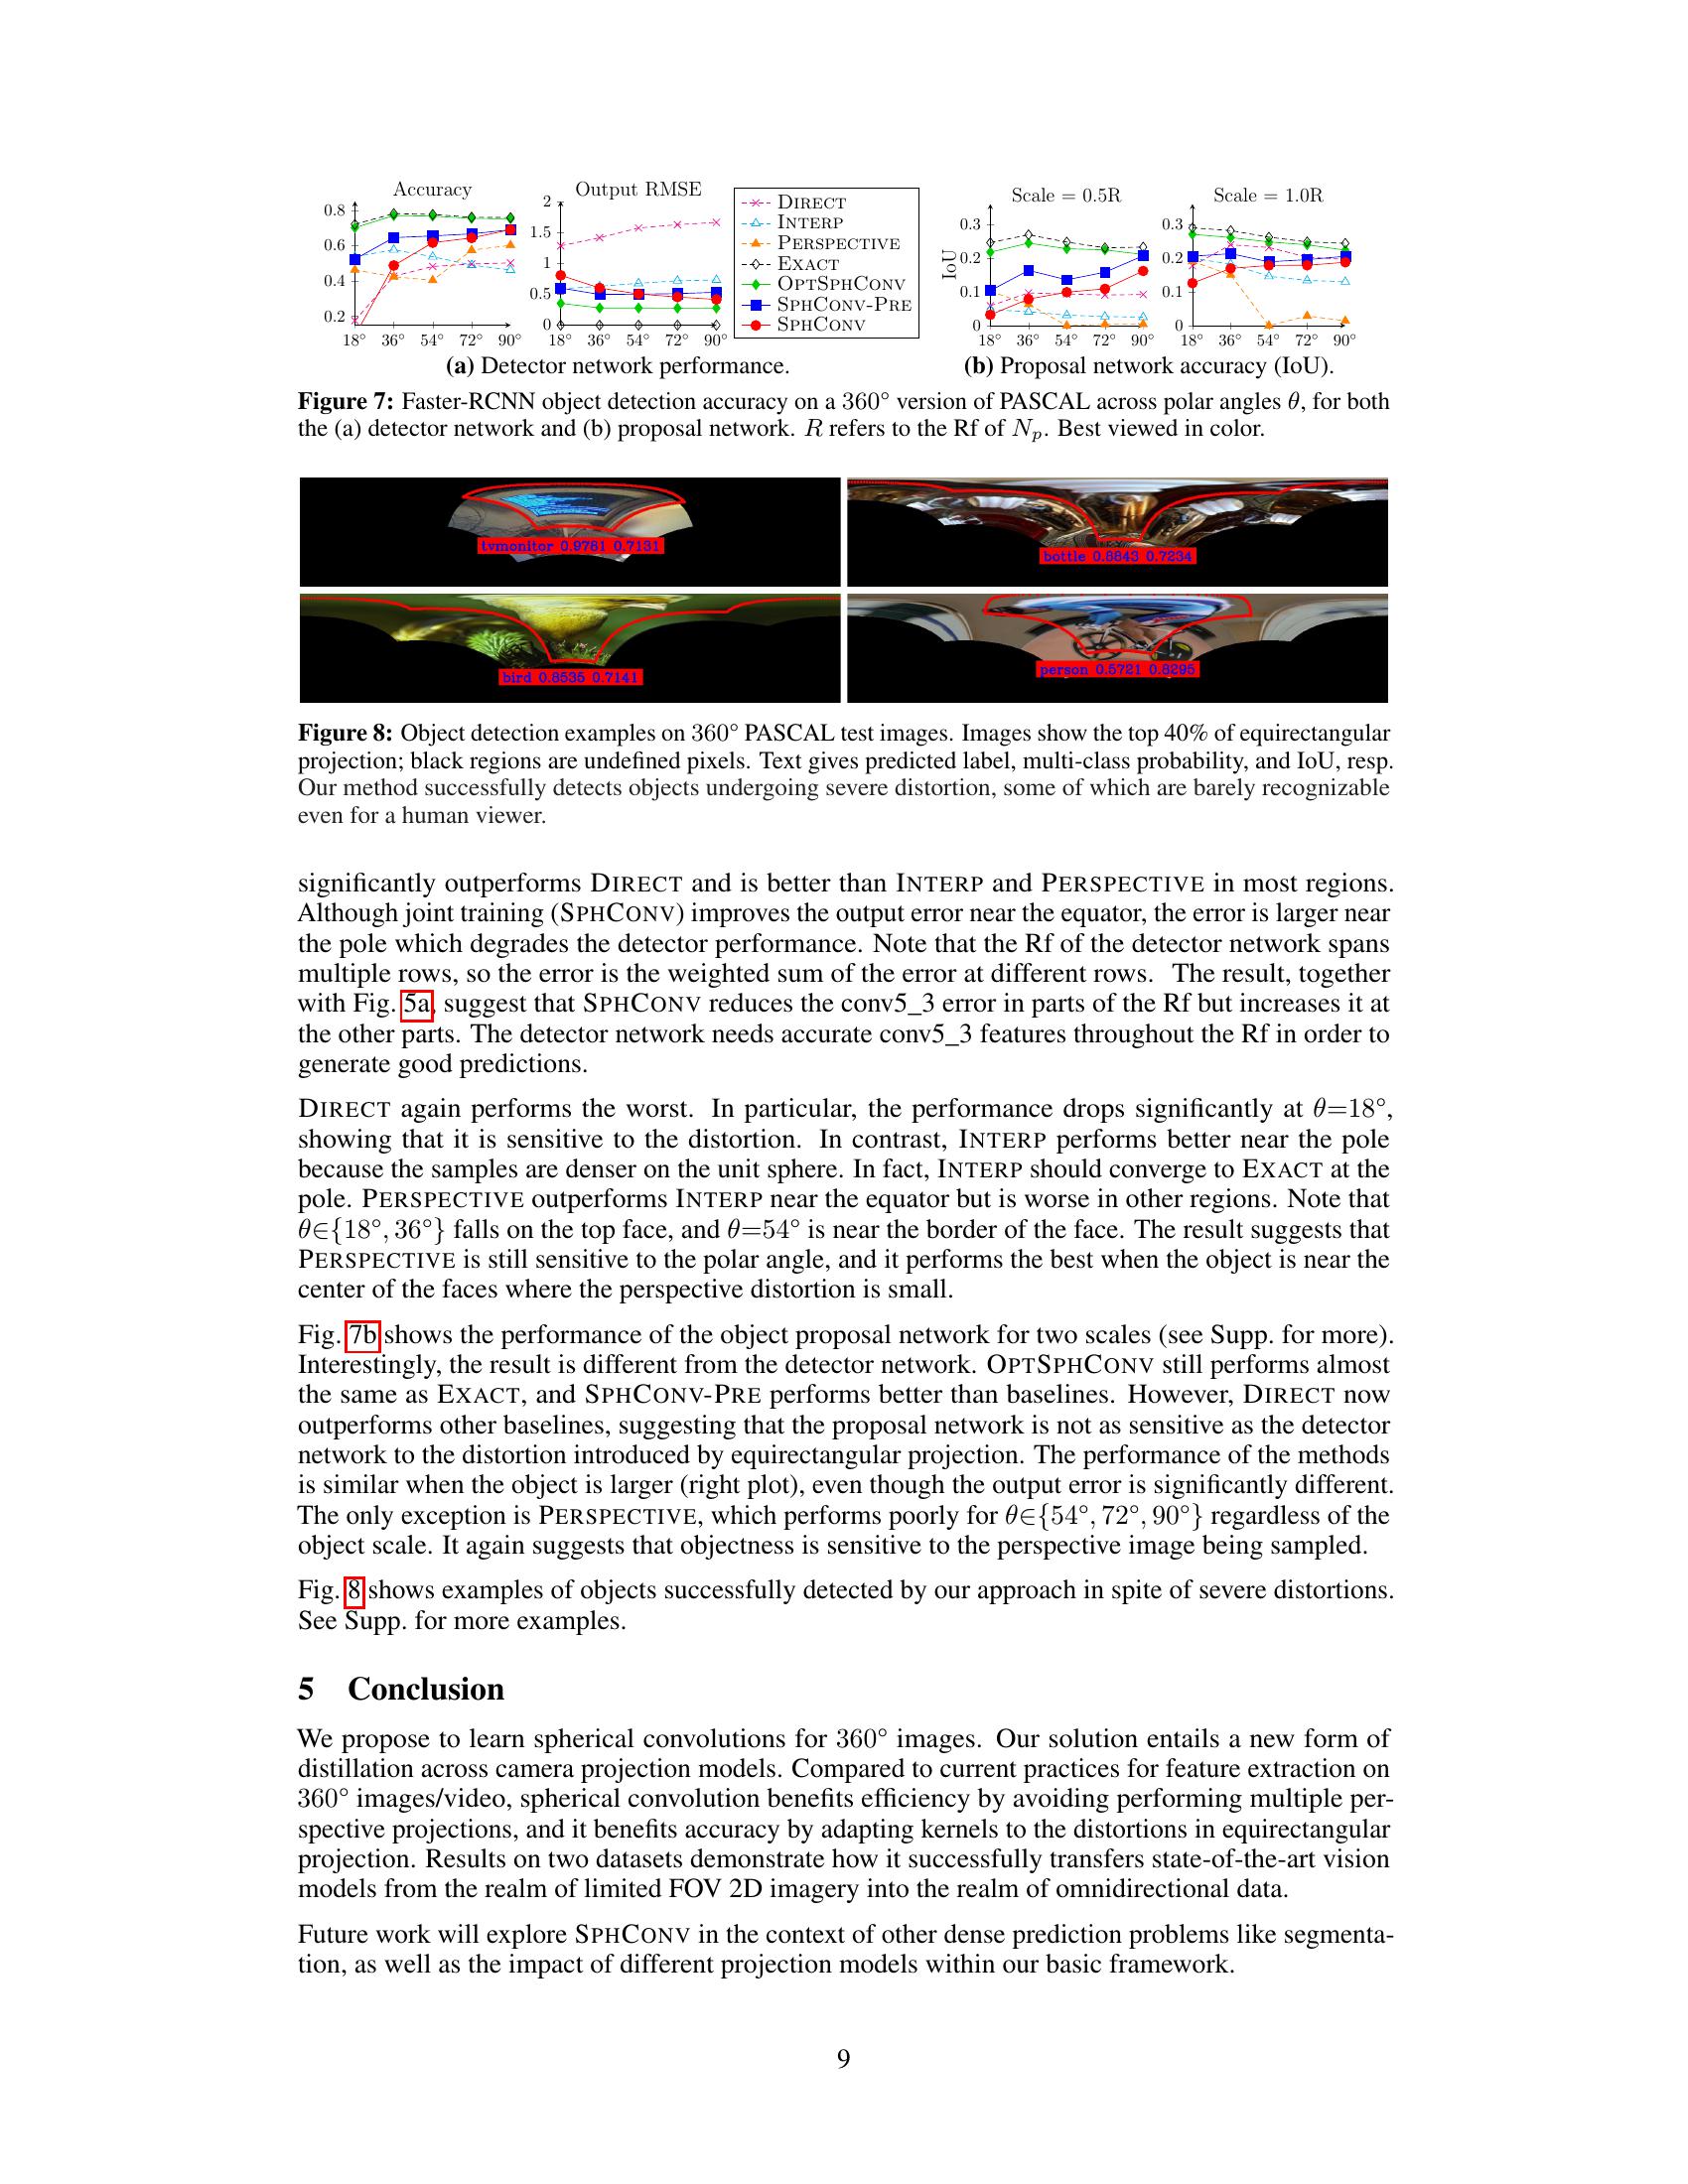 Accuracy
0.8
0.6
0.4
0.2
18° 36° 54° 72° 90°
Output RMSE
2
1.5
1
0.5
0
18° 36° 54° 72° 90°
DIRECT
INTERP
PERSPECTIVE
EXACT
OPTSPHCONV
SPHCONV-PRE
SPHCONV
Scale = 0.5R
IoU
0.3
0.2
0.1
0
18° 36° 54° 72° 90°
Scale = 1.0R
0.3
0.2
0.1
0
18° 36° 54° 72° 90°
(a) Detector network performance.
(b) Proposal network accuracy (IoU).
Figure 7: Faster-RCNN object detection accuracy on a 360° version of PASCAL across polar angles θ, for both
the (a) detector network and (b) proposal network. R refers to the Rf of Nₚ. Best viewed in color.
tvmonitor 0.9781 0.7131
bottle 0.8843 0.7234
bird 0.8535 0.7141
person 0.5721 0.8295
Figure 8: Object detection examples on 360° PASCAL test images. Images show the top 40% of equirectangular
projection; black regions are undefined pixels. Text gives predicted label, multi-class probability, and IoU, resp.
Our method successfully detects objects undergoing severe distortion, some of which are barely recognizable
even for a human viewer.
significantly outperforms DIRECT and is better than INTERP and PERSPECTIVE in most regions.
Although joint training (SPHCONV) improves the output error near the equator, the error is larger near
the pole which degrades the detector performance. Note that the Rf of the detector network spans
multiple rows, so the error is the weighted sum of the error at different rows. The result, together
with Fig. 5a, suggest that SPHCONV reduces the conv5_3 error in parts of the Rf but increases it at
the other parts. The detector network needs accurate conv5_3 features throughout the Rf in order to
generate good predictions.
DIRECT again performs the worst. In particular, the performance drops significantly at θ=18°,
showing that it is sensitive to the distortion. In contrast, INTERP performs better near the pole
because the samples are denser on the unit sphere. In fact, INTERP should converge to EXACT at the
pole. PERSPECTIVE outperforms INTERP near the equator but is worse in other regions. Note that
θ∈{18°, 36°} falls on the top face, and θ=54° is near the border of the face. The result suggests that
PERSPECTIVE is still sensitive to the polar angle, and it performs the best when the object is near the
center of the faces where the perspective distortion is small.
Fig. 7b shows the performance of the object proposal network for two scales (see Supp. for more).
Interestingly, the result is different from the detector network. OPTSPHCONV still performs almost
the same as EXACT, and SPHCONV-PRE performs better than baselines. However, DIRECT now
outperforms other baselines, suggesting that the proposal network is not as sensitive as the detector
network to the distortion introduced by equirectangular projection. The performance of the methods
is similar when the object is larger (right plot), even though the output error is significantly different.
The only exception is PERSPECTIVE, which performs poorly for θ∈{54°, 72°, 90°} regardless of the
object scale. It again suggests that objectness is sensitive to the perspective image being sampled.
Fig. 8 shows examples of objects successfully detected by our approach in spite of severe distortions.
See Supp. for more examples.
5 Conclusion
We propose to learn spherical convolutions for 360° images. Our solution entails a new form of
distillation across camera projection models. Compared to current practices for feature extraction on
360° images/video, spherical convolution benefits efficiency by avoiding performing multiple per-
spective projections, and it benefits accuracy by adapting kernels to the distortions in equirectangular
projection. Results on two datasets demonstrate how it successfully transfers state-of-the-art vision
models from the realm of limited FOV 2D imagery into the realm of omnidirectional data.
Future work will explore SPHCONV in the context of other dense prediction problems like segmenta-
tion, as well as the impact of different projection models within our basic framework.
9